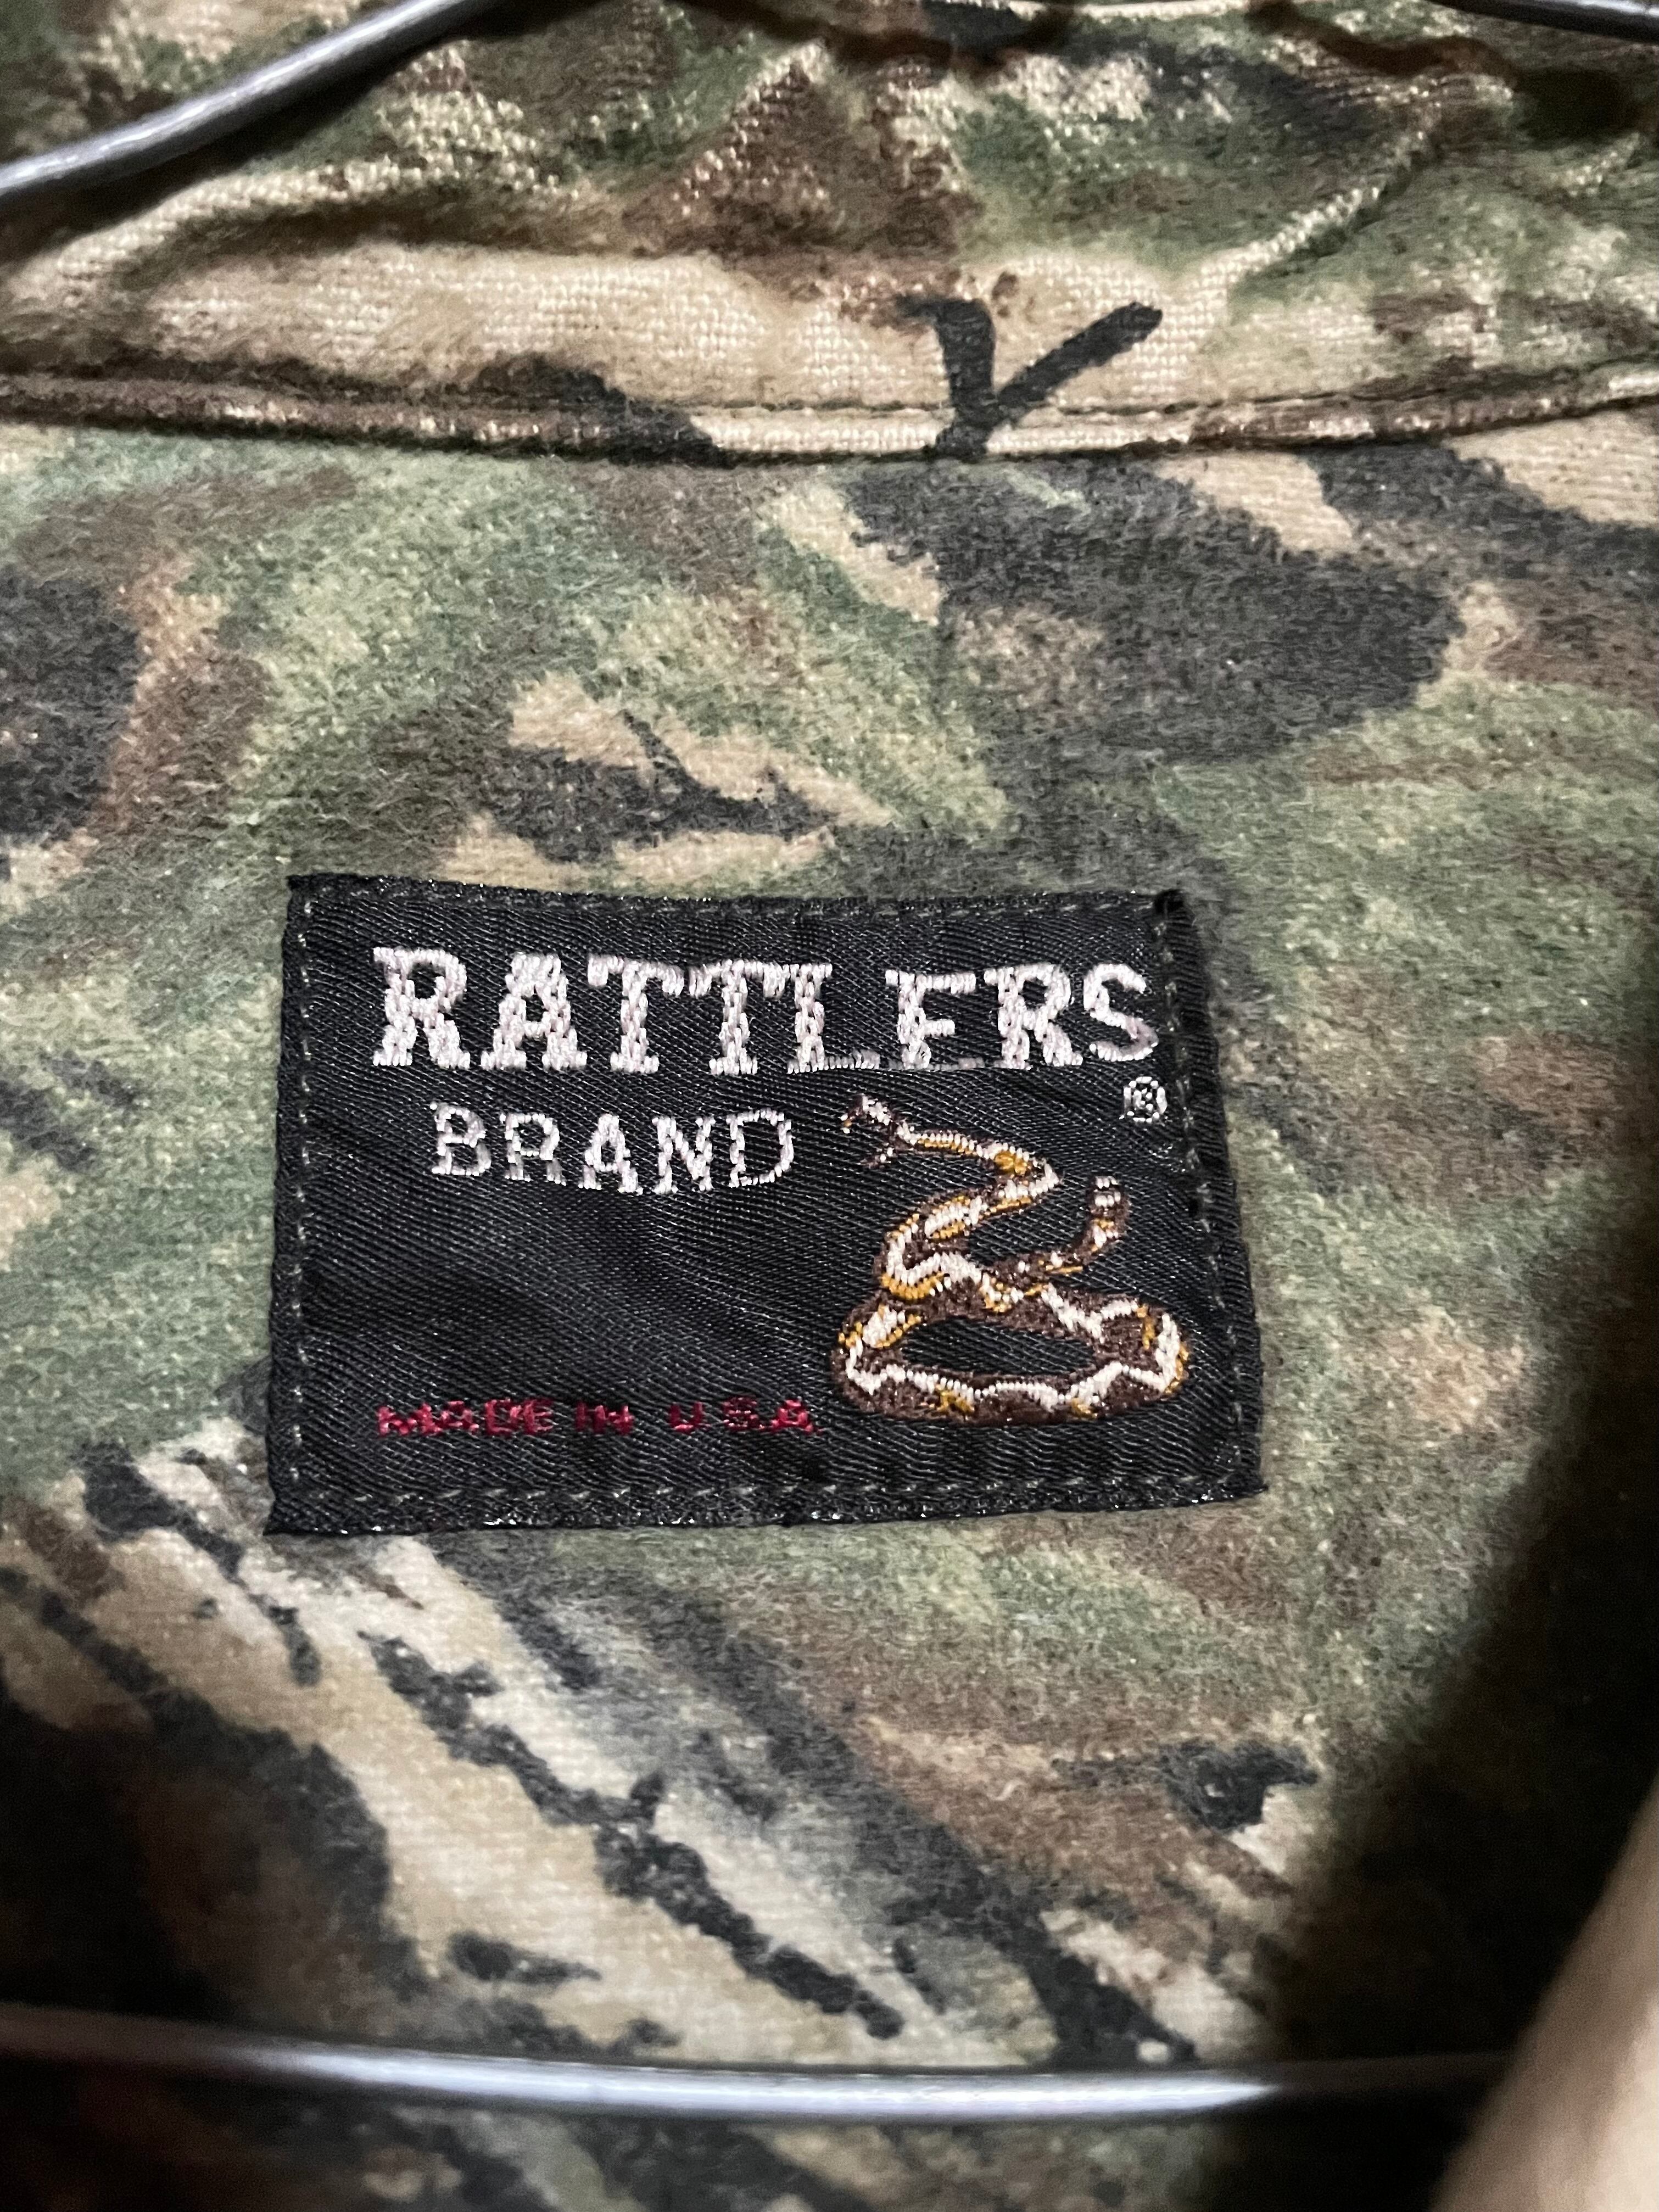 RATTLERS
BRAND ®
MADE IN U.S.A.